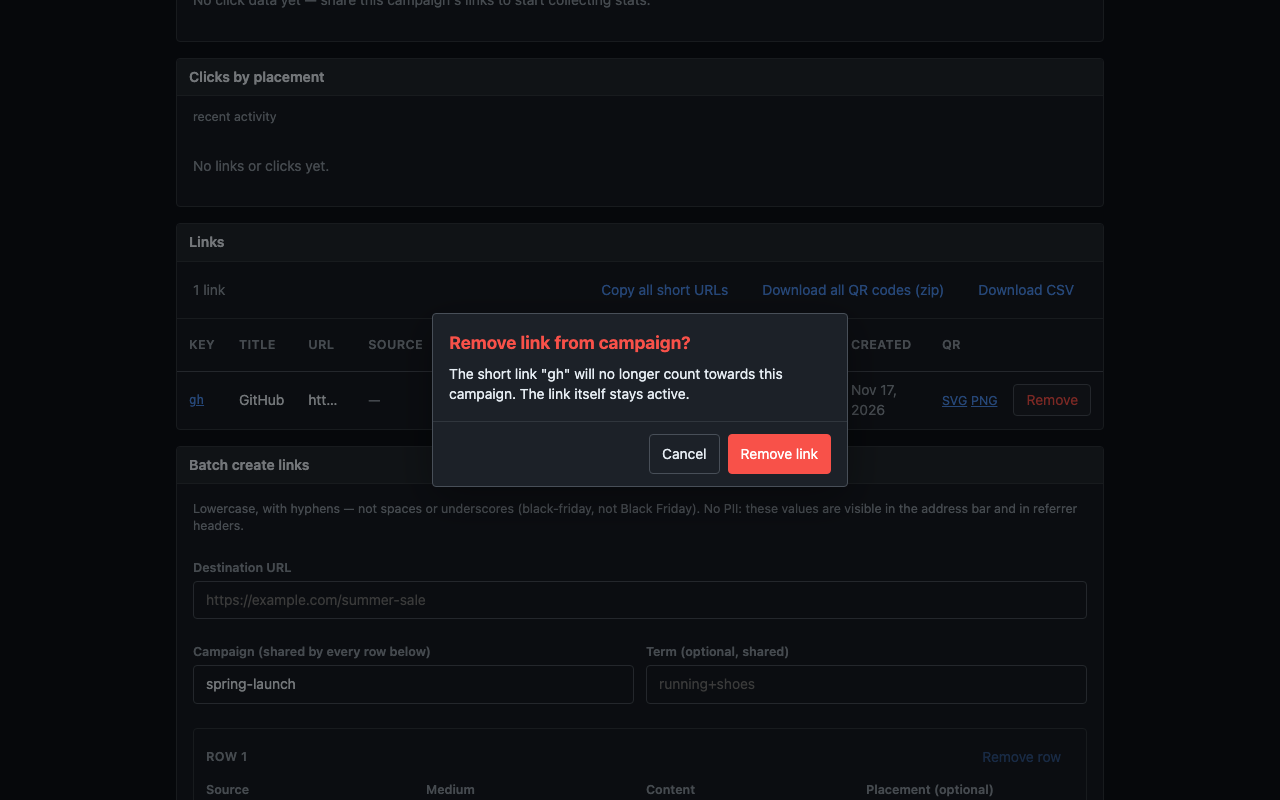 No click data yet — share this campaign's links to start collecting stats.
Clicks by placement
recent activity
No links or clicks yet.
Links
1 link
Copy all short URLs
Download all QR codes (zip)
Download CSV
KEY TITLE URL SOURCE CREATED QR
gh GitHub htt... — Nov 17, 2026 SVG PNG Remove
Remove link from campaign?
The short link "gh" will no longer count towards this
campaign. The link itself stays active.
Cancel
Remove link
Batch create links
Lowercase, with hyphens — not spaces or underscores (black-friday, not Black Friday). No PII: these values are visible in the address bar and in referrer
headers.
Destination URL
https://example.com/summer-sale
Campaign (shared by every row below)
Term (optional, shared)
spring-launch
running+shoes
ROW 1
Remove row
Source Medium Content Placement (optional)